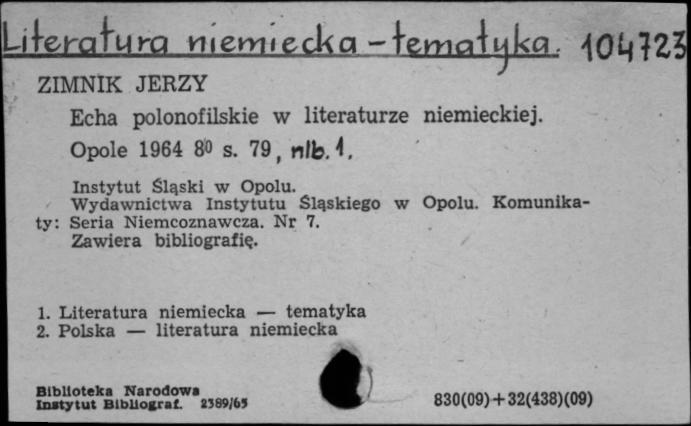 Literatura niemiecka – tematyka. 104723
ZIMNIK JERZY
Echa polonofilskie w literaturze niemieckiej.
Opole 1964 8⁰ s. 79, nlb. 1.
Instytut Śląski w Opolu.
Wydawnictwa Instytutu Śląskiego w Opolu. Komunika-
ty: Seria Niemcoznawcza. Nr 7.
Zawiera bibliografię.
1. Literatura niemiecka — tematyka
2. Polska — literatura niemiecka
Biblioteka Narodowa
Instytut Bibliograf. 2389/65 830(09)+32(438)(09)